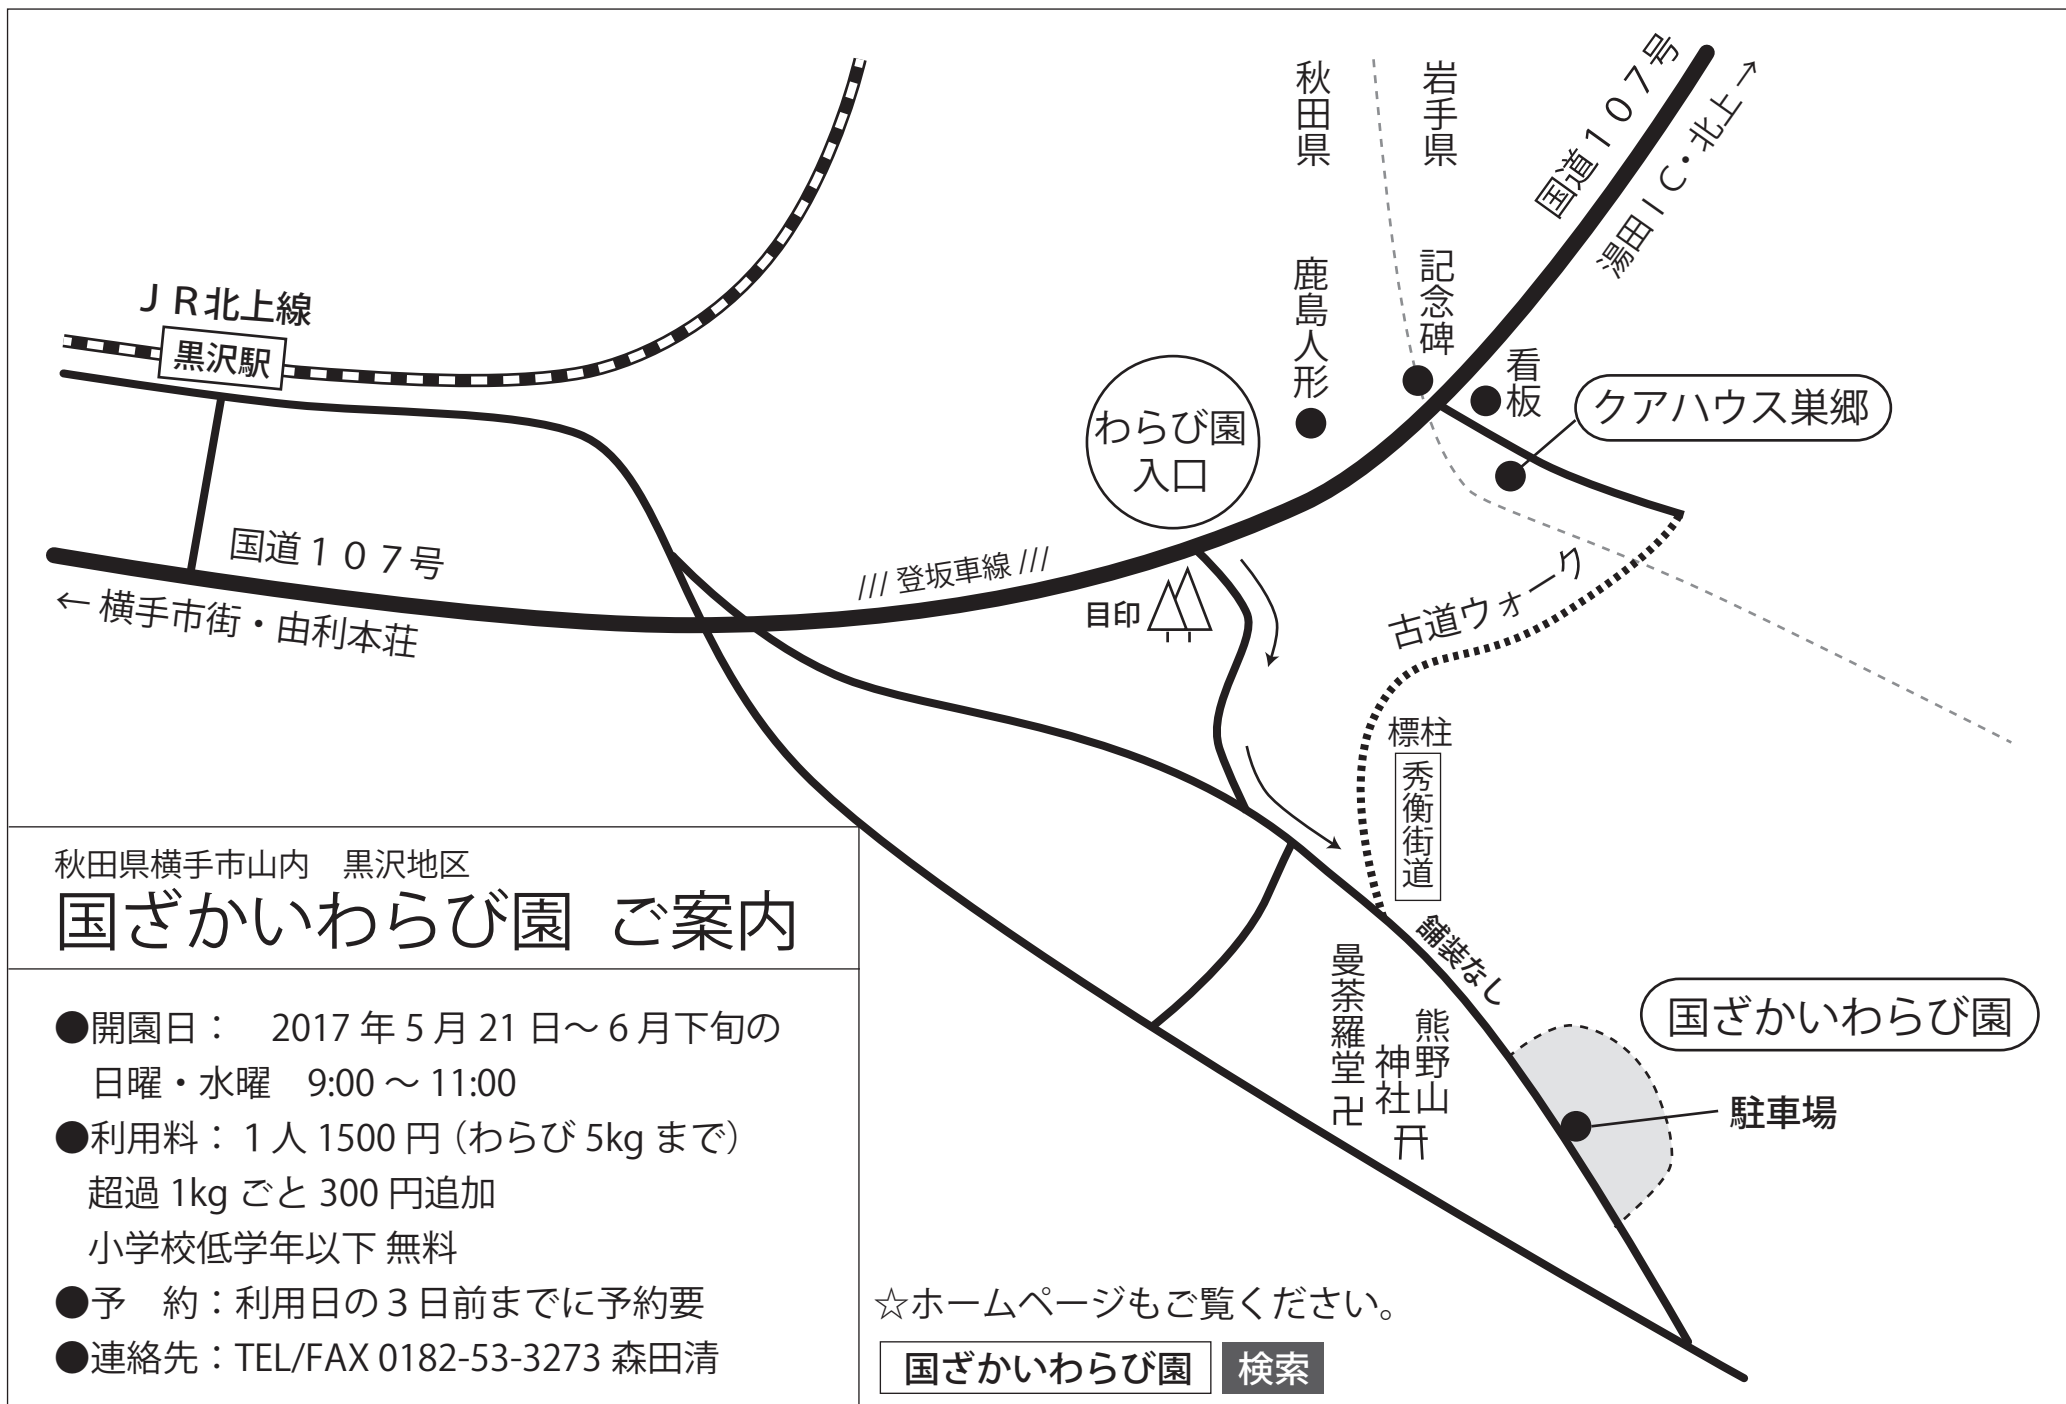 秋田県
岩手県
国道１０７号
湯田ＩＣ・北上→
ＪＲ北上線
黒沢駅
鹿島人形
記念碑
看板
クアハウス巣郷
わらび園
入口
国道１０７号
←横手市街・由利本荘
/// 登坂車線 ///
目印
古道ウォーク
標柱
秀衡街道
舗装なし
曼荼羅堂卍
熊野山
神社
国ざかいわらび園
駐車場
秋田県横手市山内　黒沢地区
国ざかいわらび園 ご案内
●開園日：　2017 年 5 月 21 日～ 6 月下旬の
日曜・水曜　9:00 ～ 11:00
●利用料：１人 1500 円（わらび 5kg まで）
超過 1kg ごと 300 円追加
小学校低学年以下 無料
●予　約：利用日の３日前までに予約要
●連絡先：TEL/FAX 0182-53-3273 森田清
☆ホームページもご覧ください。
国ざかいわらび園 検索